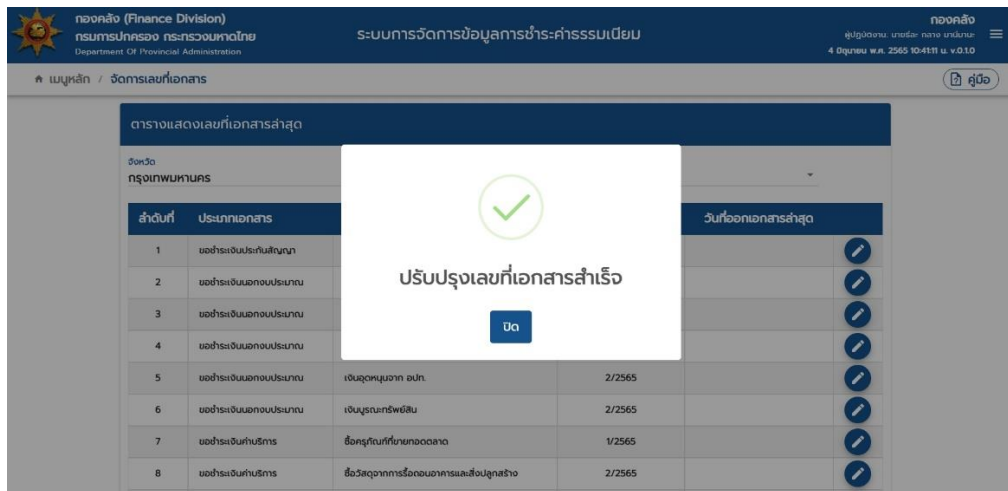 กองคลัง (Finance Division)
กรมการปกครอง กระทรวงมหาดไทย
Department Of Provincial Administration
ระบบการจัดการข้อมูลการชำระค่าธรรมเนียม
กองคลัง
ผู้ปฏิบัติงาน:
4 มิถุนายน พ.ศ. 2565 10:41:11 น. v.0.1.0
เมนูหลัก / จัดการเลขที่เอกสาร
คู่มือ
ตารางแสดงเลขที่เอกสารล่าสุด
จังหวัด
กรุงเทพมหานคร
ลำดับที่ ประเภทเอกสาร วันที่ออกเอกสารล่าสุด
1 ขอชำระเงินประกันสัญญา
2 ขอชำระเงินนอกงบประมาณ
3 ขอชำระเงินนอกงบประมาณ
4 ขอชำระเงินนอกงบประมาณ
ปรับปรุงเลขที่เอกสารสำเร็จ
ปิด
5 ขอชำระเงินนอกงบประมาณ เงินอุดหนุนจาก อปท. 2/2565
6 ขอชำระเงินนอกงบประมาณ เงินบูรณะทรัพย์สิน 2/2565
7 ขอชำระเงินค่าบริการ ซื้อครุภัณฑ์ที่ขายทอดตลาด 1/2565
8 ขอชำระเงินค่าบริการ ซื้อวัสดุจากการรื้อถอนอาคารและสิ่งปลูกสร้าง 2/2565